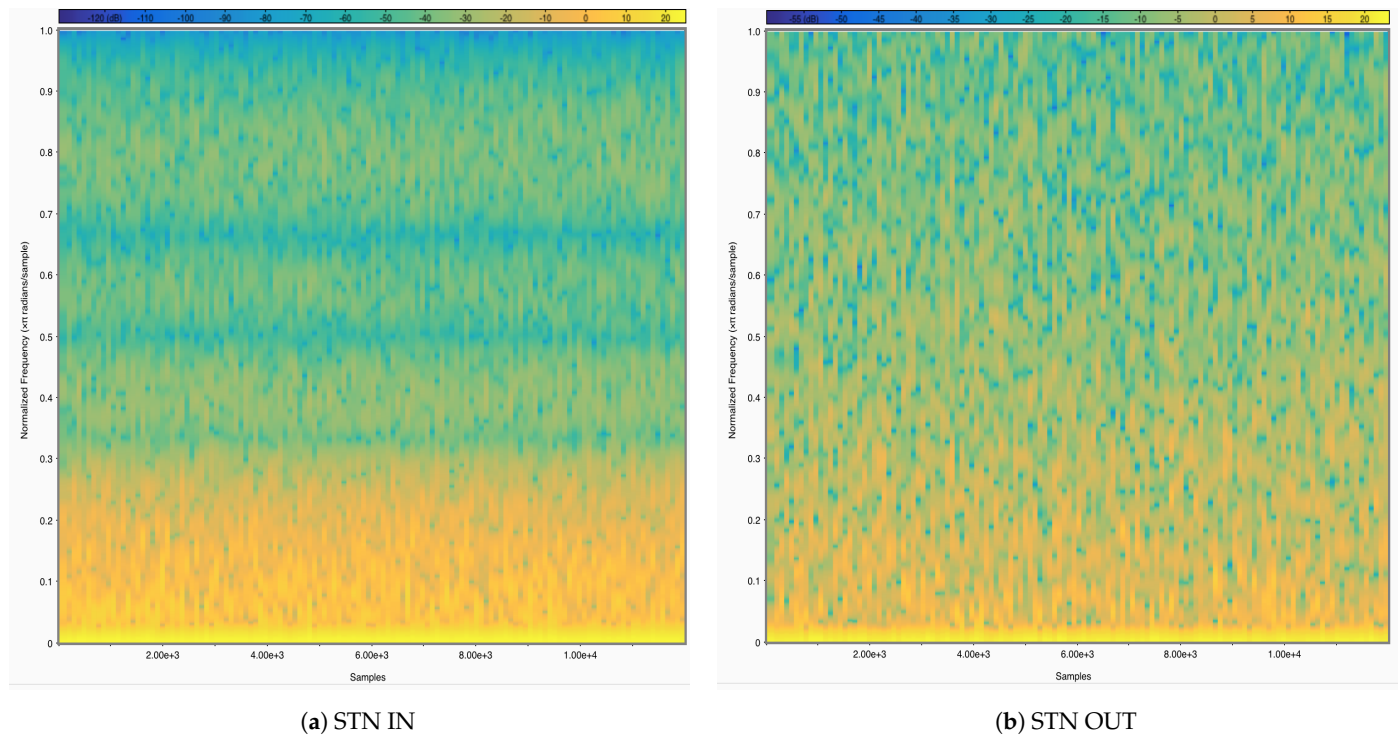 -120 (dB) -110 -100 -90 -80 -70 -60 -50 -40 -30 -20 -10 0 10 20
1.0
0.9
0.8
0.7
0.6
0.5
0.4
0.3
0.2
0.1
0
Normalized Frequency (×π radians/sample)
2.00e+3 4.00e+3 6.00e+3 8.00e+3 1.00e+4
Samples
(a) STN IN
-55 (dB) -50 -45 -40 -35 -30 -25 -20 -15 -10 -5 0 5 10 15 20
1.0
0.9
0.8
0.7
0.6
0.5
0.4
0.3
0.2
0.1
0
Normalized Frequency (×π radians/sample)
2.00e+3 4.00e+3 6.00e+3 8.00e+3 1.00e+4
Samples
(b) STN OUT